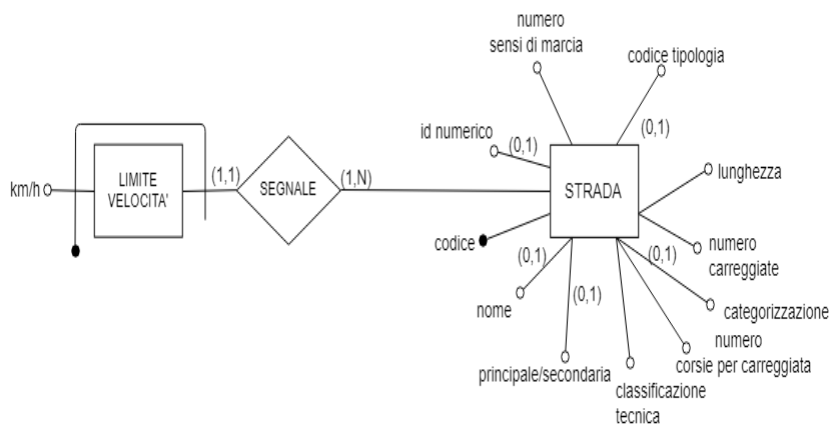 numero
sensi di marcia
codice tipologia
id numerico
(0,1)
(0,1)
km/h
LIMITE
VELOCITA'
(1,1)
SEGNALE
(1,N)
STRADA
lunghezza
codice
numero
carreggiate
(0,1)
(0,1)
nome
(0,1)
categorizzazione
principale/secondaria
numero
corsie per carreggiata
classificazione
tecnica